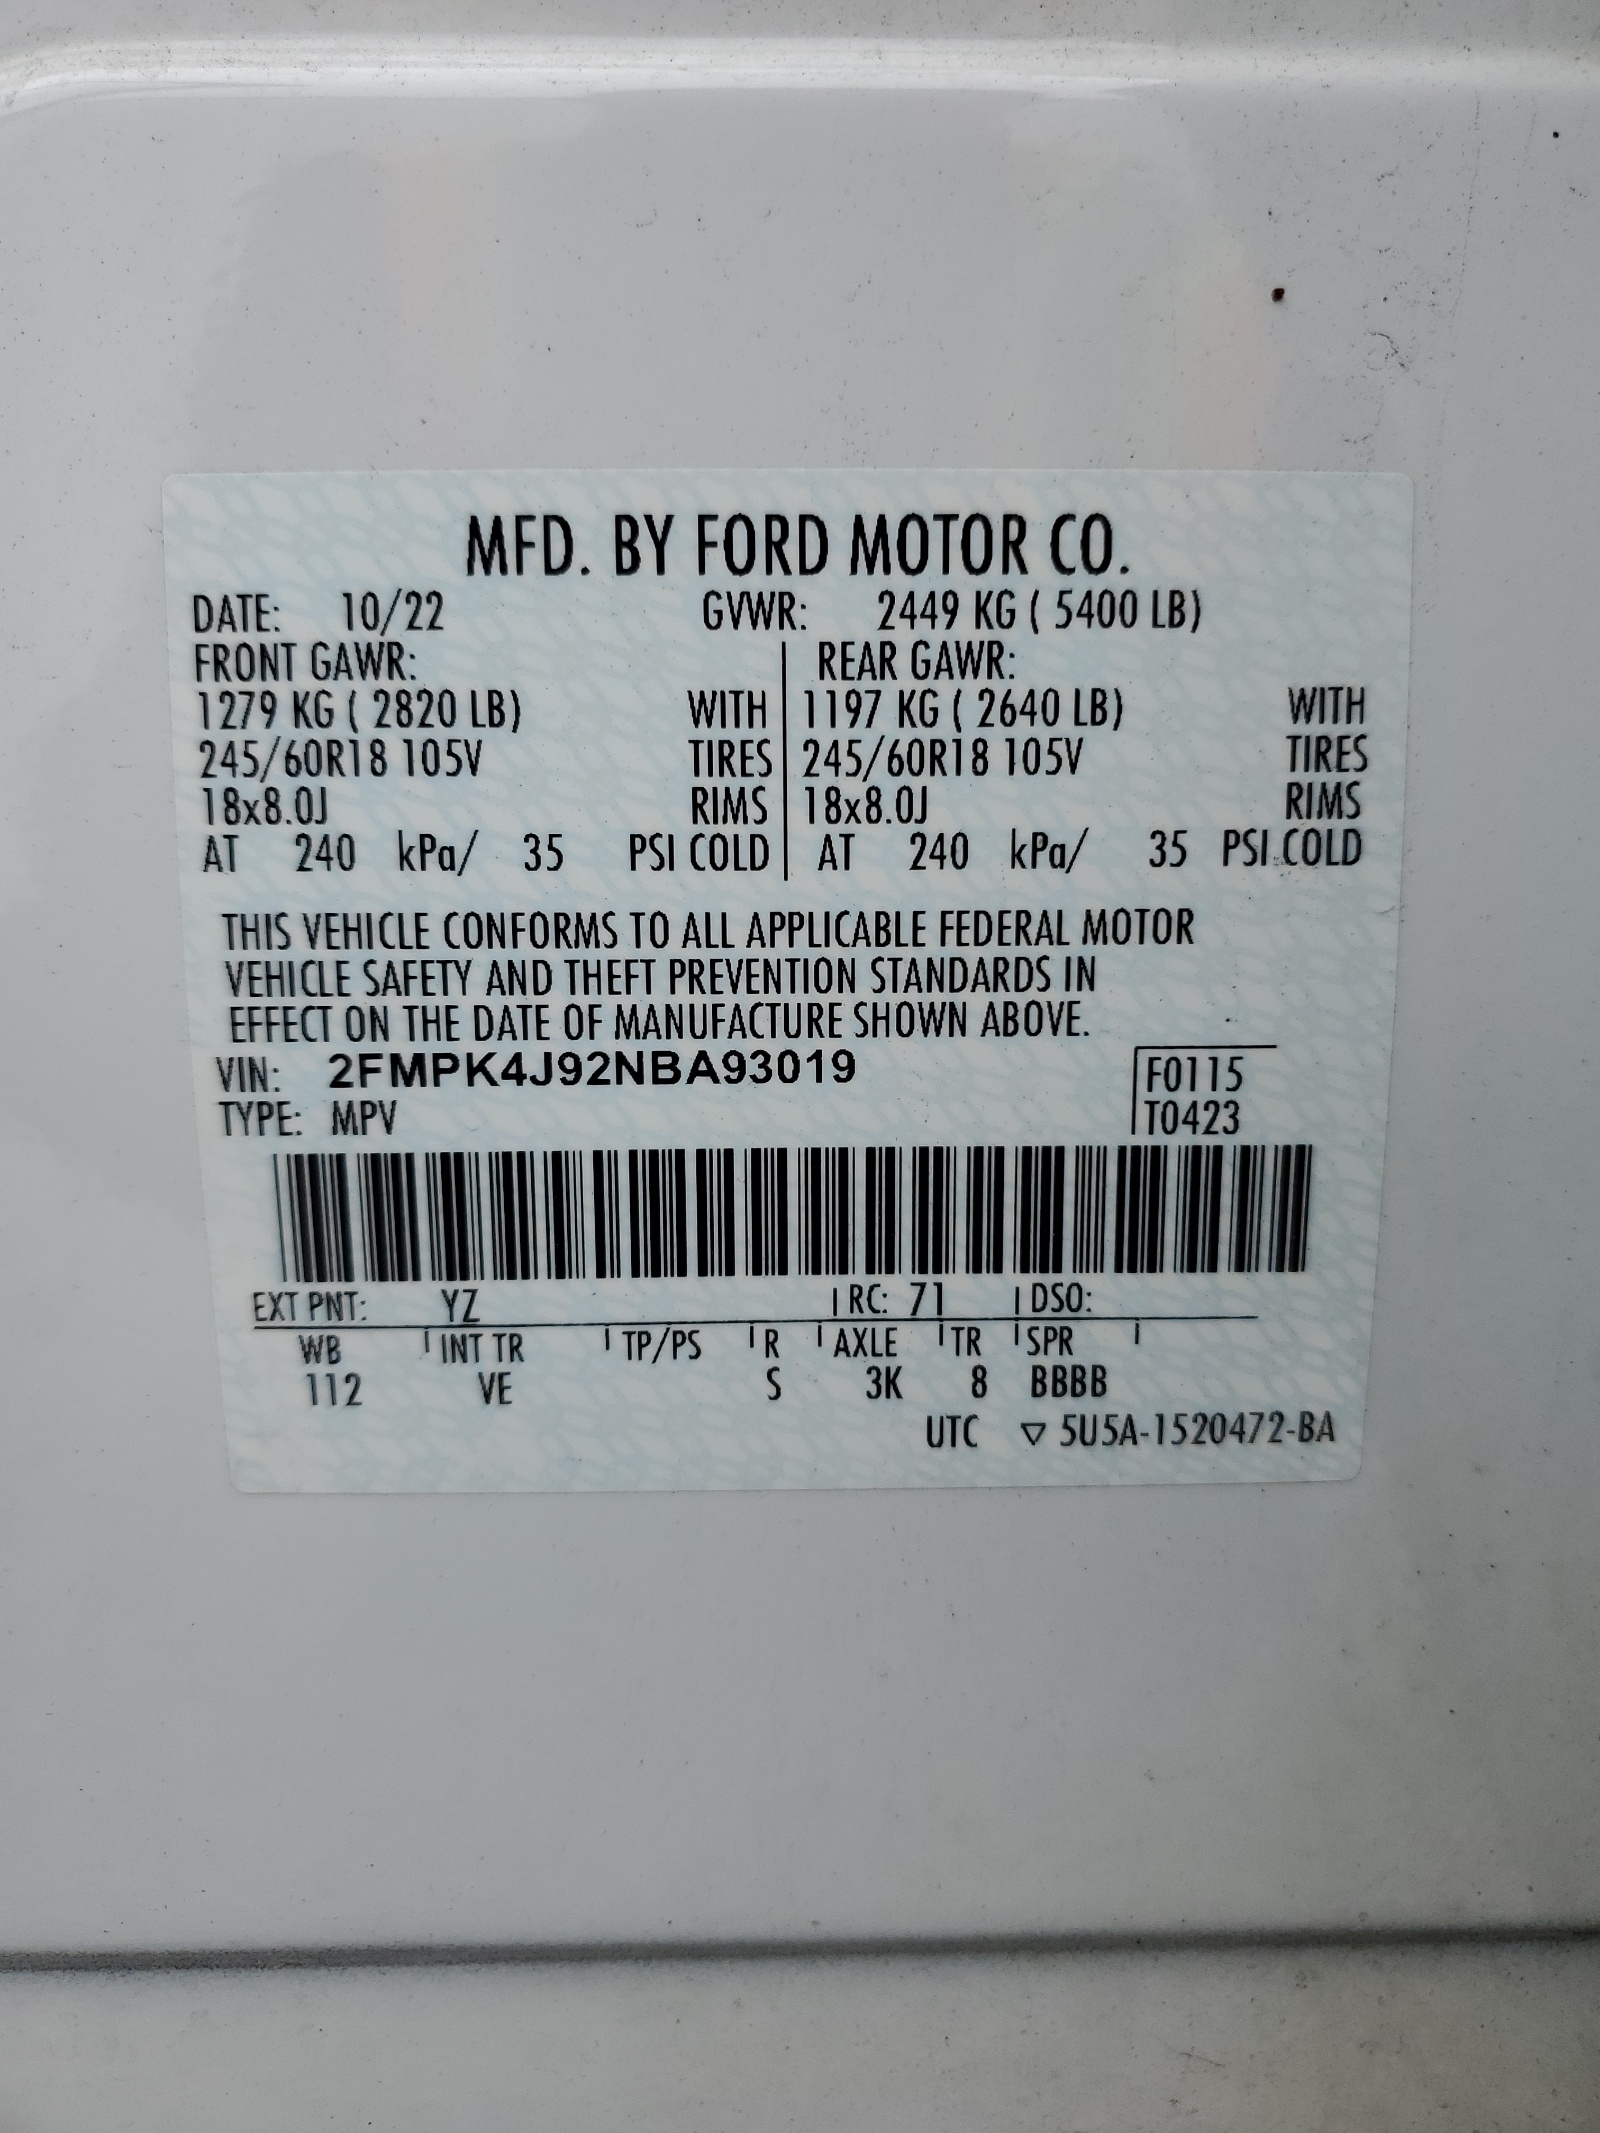 MFD. BY FORD MOTOR CO.
DATE: 10/22 GVWR: 2449 KG ( 5400 LB)
FRONT GAWR: REAR GAWR:
1279 KG ( 2820 LB) WITH 1197 KG ( 2640 LB) WITH
245/60R18 105V TIRES 245/60R18 105V TIRES
18x8.0J RIMS 18x8.0J RIMS
AT 240 kPa/ 35 PSI COLD AT 240 kPa/ 35 PSI COLD
THIS VEHICLE CONFORMS TO ALL APPLICABLE FEDERAL MOTOR
VEHICLE SAFETY AND THEFT PREVENTION STANDARDS IN
EFFECT ON THE DATE OF MANUFACTURE SHOWN ABOVE.
VIN: 2FMPK4J92NBA93019 F0115
TYPE: MPV T0423
EXT PNT: YZ RC: 71 DSO:
WB INT TR TP/PS R AXLE TR SPR
112 VE S 3K 8 BBBB
UTC ▽ 5U5A-1520472-BA